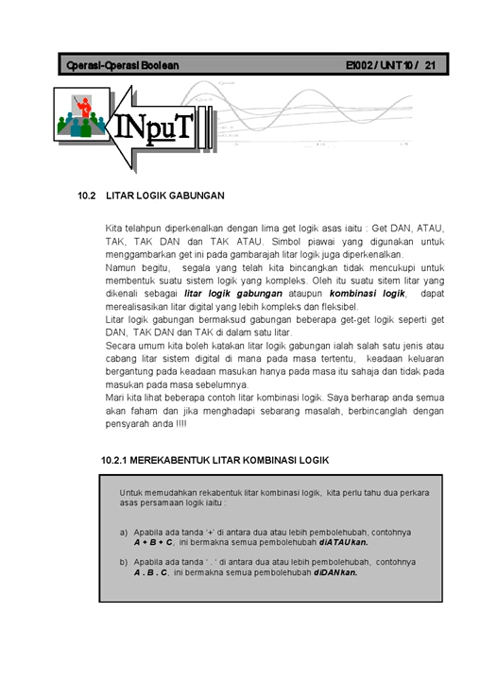 Operasi-Operasi Boolean E1002 / UNIT 10 / 21
INpuT
10.2 LITAR LOGIK GABUNGAN
Kita telahpun diperkenalkan dengan lima get logik asas iaitu : Get DAN, ATAU,
TAK, TAK DAN dan TAK ATAU. Simbol piawai yang digunakan untuk
menggambarkan get ini pada gambarajah litar logik juga diperkenalkan.
Namun begitu, segala yang telah kita bincangkan tidak mencukupi untuk
membentuk suatu sistem logik yang kompleks. Oleh itu suatu sitem litar yang
dikenali sebagai litar logik gabungan ataupun kombinasi logik, dapat
merealisasikan litar digital yang lebih kompleks dan fleksibel.
Litar logik gabungan bermaksud gabungan beberapa get-get logik seperti get
DAN, TAK DAN dan TAK di dalam satu litar.
Secara umum kita boleh katakan litar logik gabungan ialah salah satu jenis atau
cabang litar sistem digital di mana pada masa tertentu, keadaan keluaran
bergantung pada keadaan masukan hanya pada masa itu sahaja dan tidak pada
masukan pada masa sebelumnya.
Mari kita lihat beberapa contoh litar kombinasi logik. Saya berharap anda semua
akan faham dan jika menghadapi sebarang masalah, berbincanglah dengan
pensyarah anda !!!!
10.2.1 MEREKABENTUK LITAR KOMBINASI LOGIK
Untuk memudahkan rekabentuk litar kombinasi logik, kita perlu tahu dua perkara
asas persamaan logik iaitu :
a) Apabila ada tanda ‘+’ di antara dua atau lebih pembolehubah, contohnya
A + B + C, ini bermakna semua pembolehubah diATAUkan.
b) Apabila ada tanda ‘ . ’ di antara dua atau lebih pembolehubah, contohnya
A . B . C, ini bermakna semua pembolehubah diDANkan.